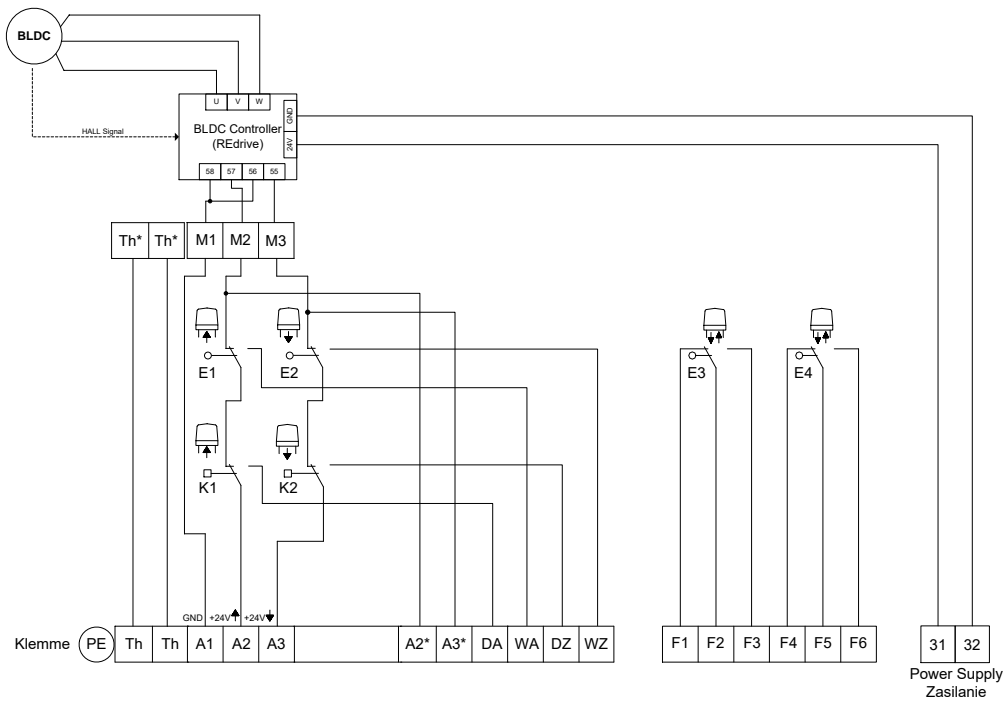 BLDC
U V W
GND
HALL Signal
BLDC Controller
(REdrive)
24V
58 57 56 55
Th* Th* M1 M2 M3
E1 E2 E3 E4
K1 K2
GND +24V +24V
Klemme PE Th Th A1 A2 A3 A2* A3* DA WA DZ WZ F1 F2 F3 F4 F5 F6 31 32
Power Supply
Zasilanie